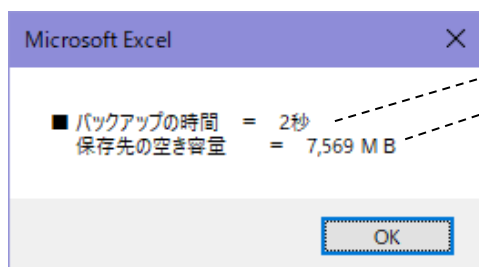 Microsoft Excel
■ バックアップの時間 = 2秒
保存先の空き容量 = 7,569 M B
OK